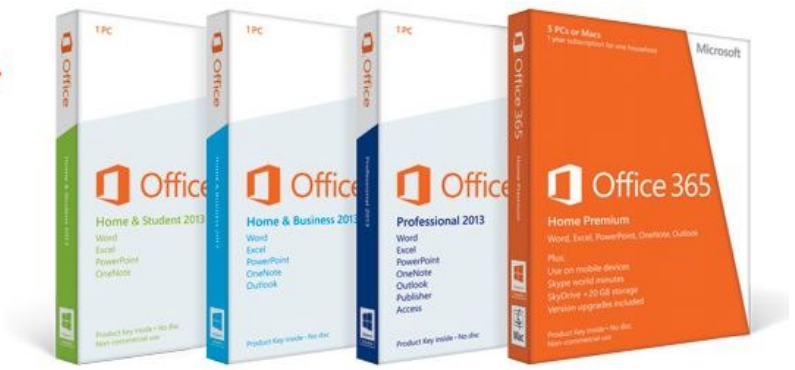 1 PC
Office
Home & Student 2013
Office
Home & Student 2013
Word
Excel
PowerPoint
OneNote
Product Key inside • No disc
Non-commercial use
1 PC
Office
Home & Business 2013
Office
Home & Business 2013
Word
Excel
PowerPoint
OneNote
Outlook
Product Key inside • No disc
1 PC
Office
Professional 2013
Office
Professional 2013
Word
Excel
PowerPoint
OneNote
Outlook
Publisher
Access
Product Key inside • No disc
5 PCs or Macs
1 year subscription for one household
Microsoft
Office 365
Home Premium
Office 365
Home Premium
Word, Excel, PowerPoint, OneNote, Outlook
Plus:
Use on mobile devices
Skype world minutes
SkyDrive +20 GB storage
Version upgrades included
Product Key inside • No disc
Non-commercial use
Mac